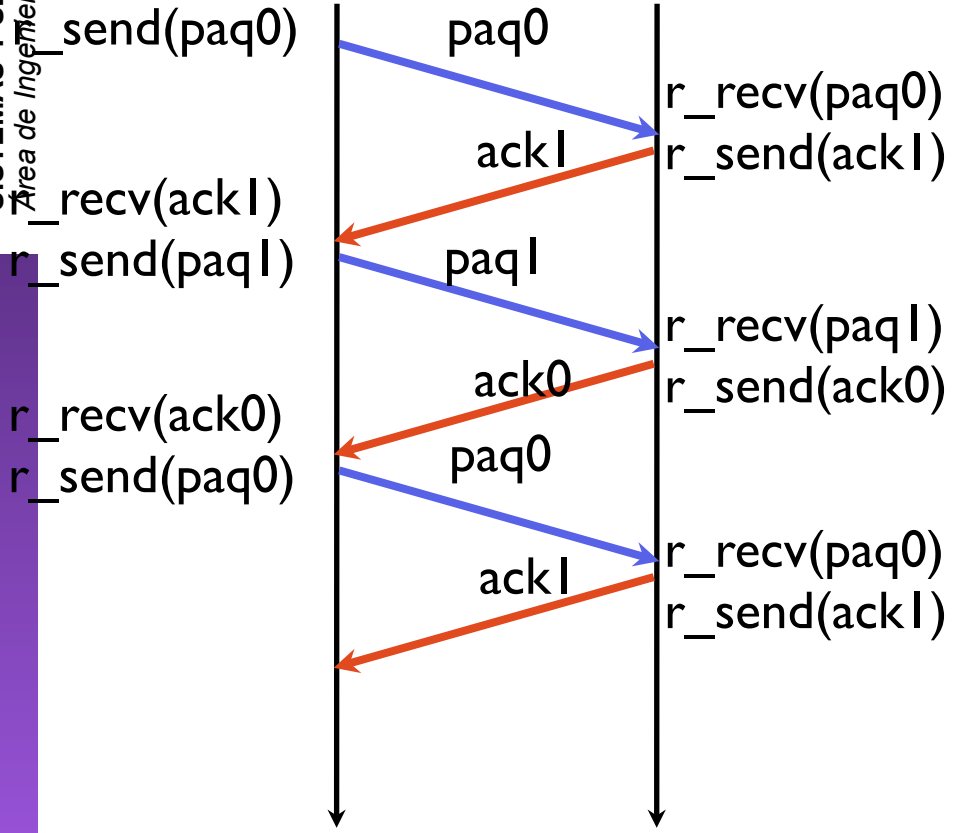 r_send(paq0)
paq0
r_recv(paq0)
ack1
r_send(ack1)
r_recv(ack1)
r_send(paq1)
paq1
r_recv(paq1)
ack0
r_send(ack0)
r_recv(ack0)
r_send(paq0)
paq0
r_recv(paq0)
ack1
r_send(ack1)
Área de